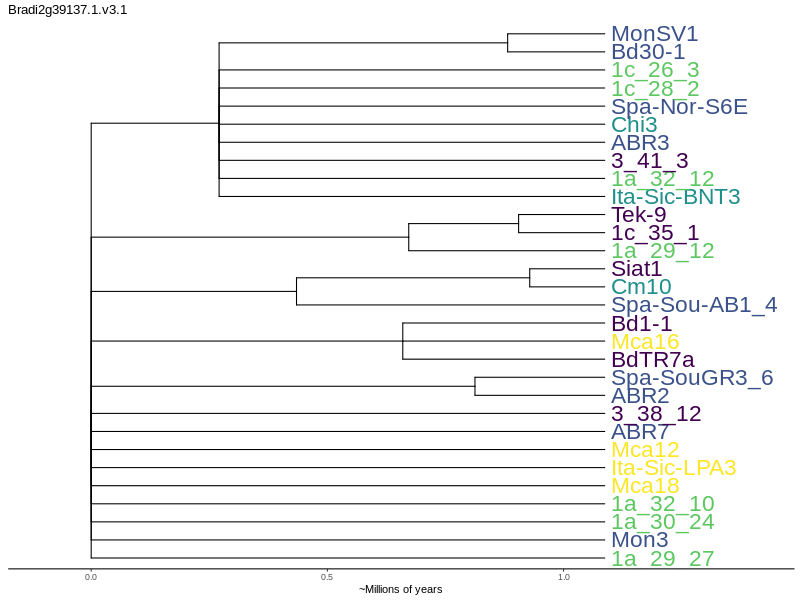 Bradi2g39137.1.v3.1
MonSV1
Bd30-1
1c_26_3
1c_28_2
Spa-Nor-S6E
Chi3
ABR3
3_41_3
1a_32_12
Ita-Sic-BNT3
Tek-9
1c_35_1
1a_29_12
Siat1
Cm10
Spa-Sou-AB1_4
Bd1-1
Mca16
BdTR7a
Spa-SouGR3_6
ABR2
3_38_12
ABR7
Mca12
Ita-Sic-LPA3
Mca18
1a_32_10
1a_30_24
Mon3
1a_29_27
0.0 0.5 1.0
~Millions of years